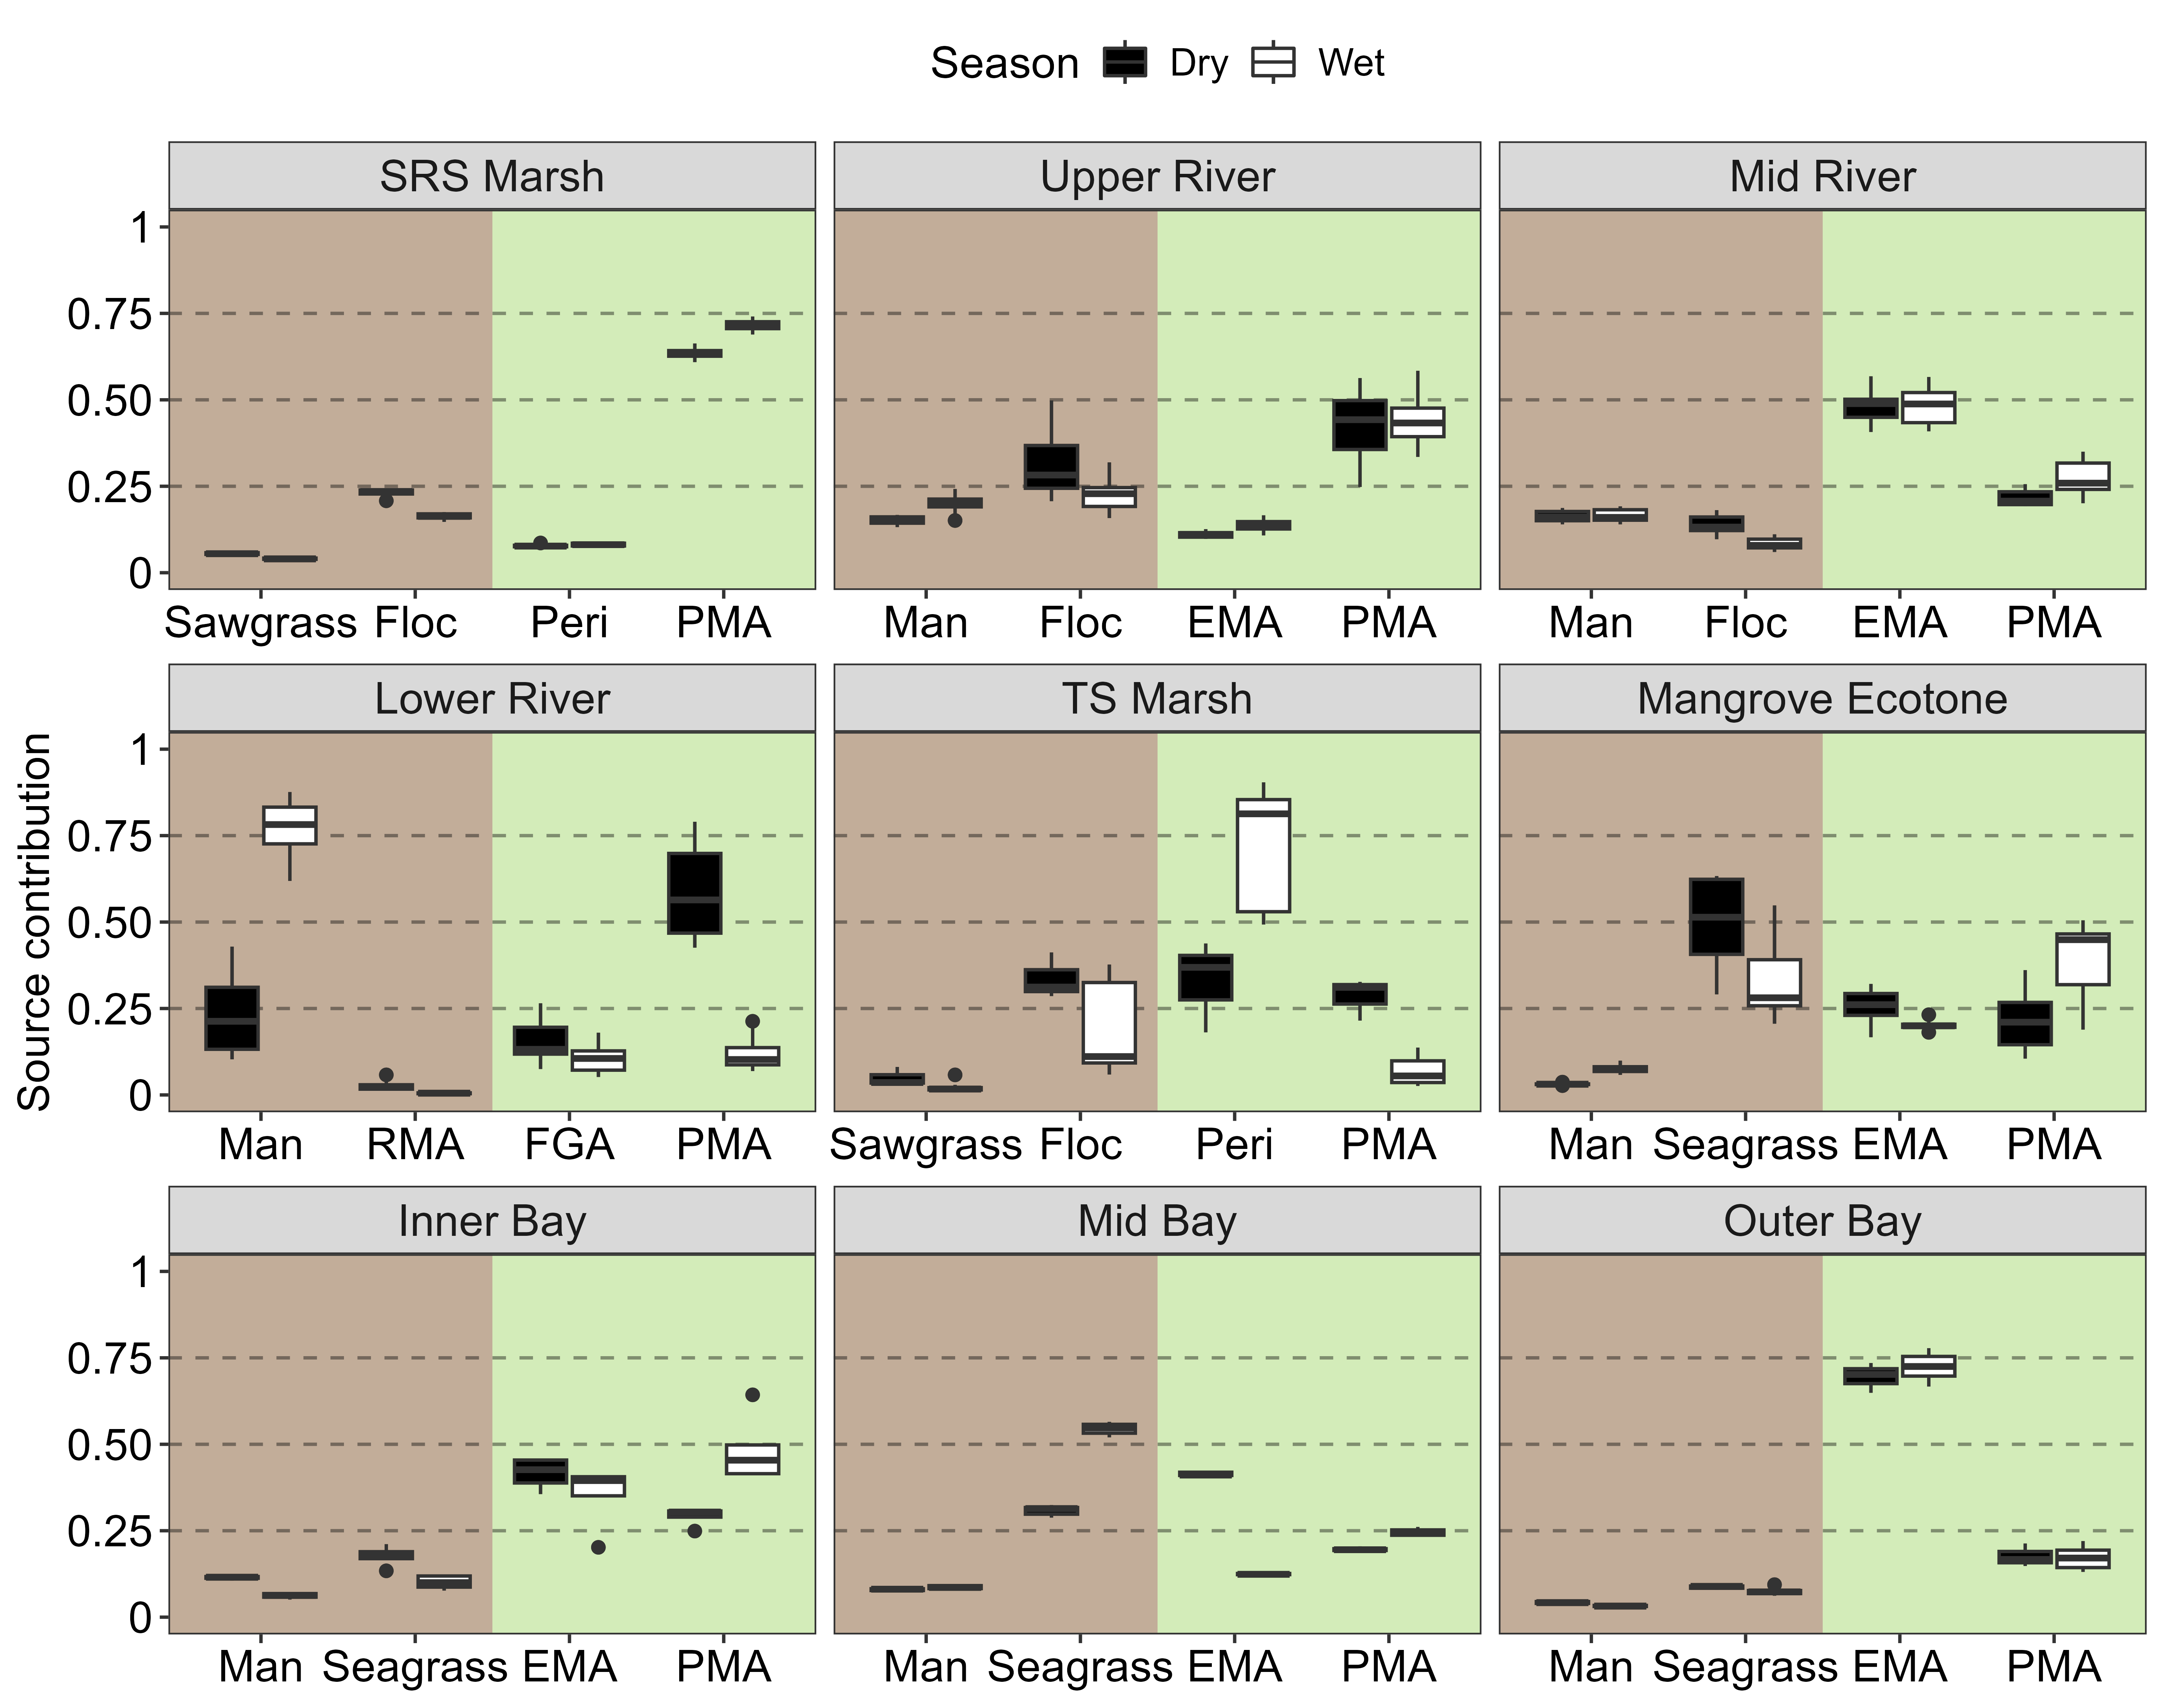 Season Dry Wet
SRS Marsh Upper River Mid River
1
0.75
0.50
0.25
0
Sawgrass Floc Peri PMA Man Floc EMA PMA Man Floc EMA PMA
Lower River TS Marsh Mangrove Ecotone
Source contribution
1
0.75
0.50
0.25
0
Man RMA FGA PMA Sawgrass Floc Peri PMA Man Seagrass EMA PMA
Inner Bay Mid Bay Outer Bay
1
0.75
0.50
0.25
0
Man Seagrass EMA PMA Man Seagrass EMA PMA Man Seagrass EMA PMA